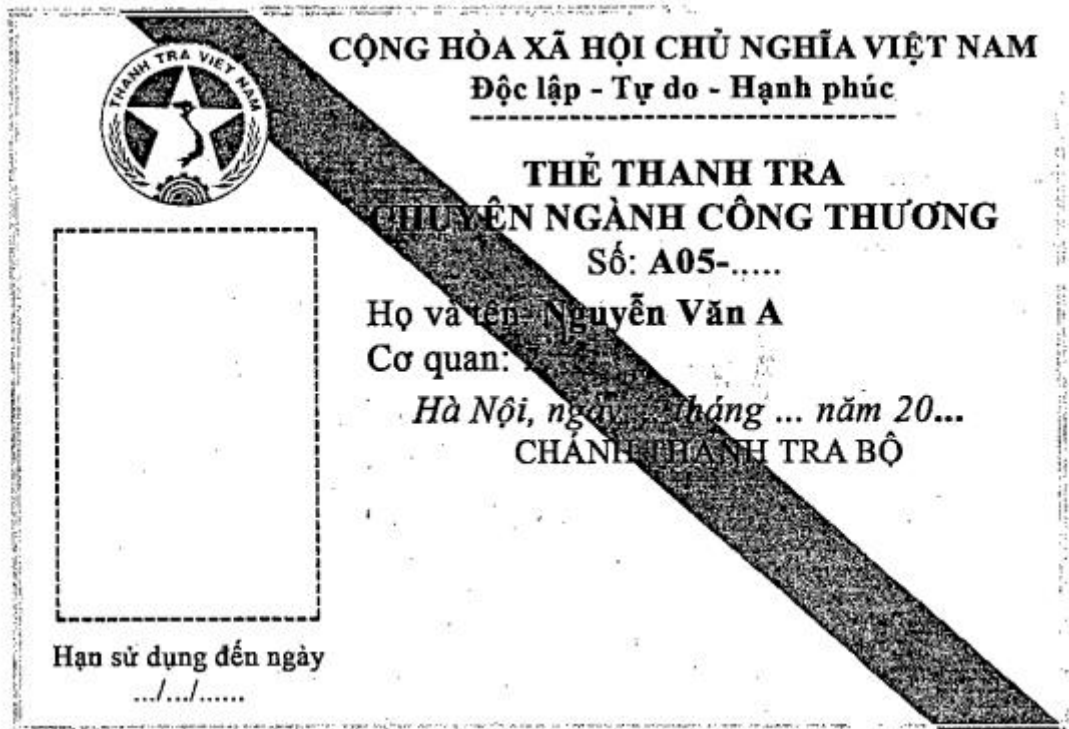 THANH TRA VIỆT NAM
CỘNG HÒA XÃ HỘI CHỦ NGHĨA VIỆT NAM
Độc lập - Tự do - Hạnh phúc
THẺ THANH TRA
CHUYÊN NGÀNH CÔNG THƯƠNG
Số: A05-.....
Họ và tên: Nguyễn Văn A
Cơ quan:
Hà Nội, ngày ... tháng ... năm 20...
CHÁNH THANH TRA BỘ
Hạn sử dụng đến ngày
.../.../......